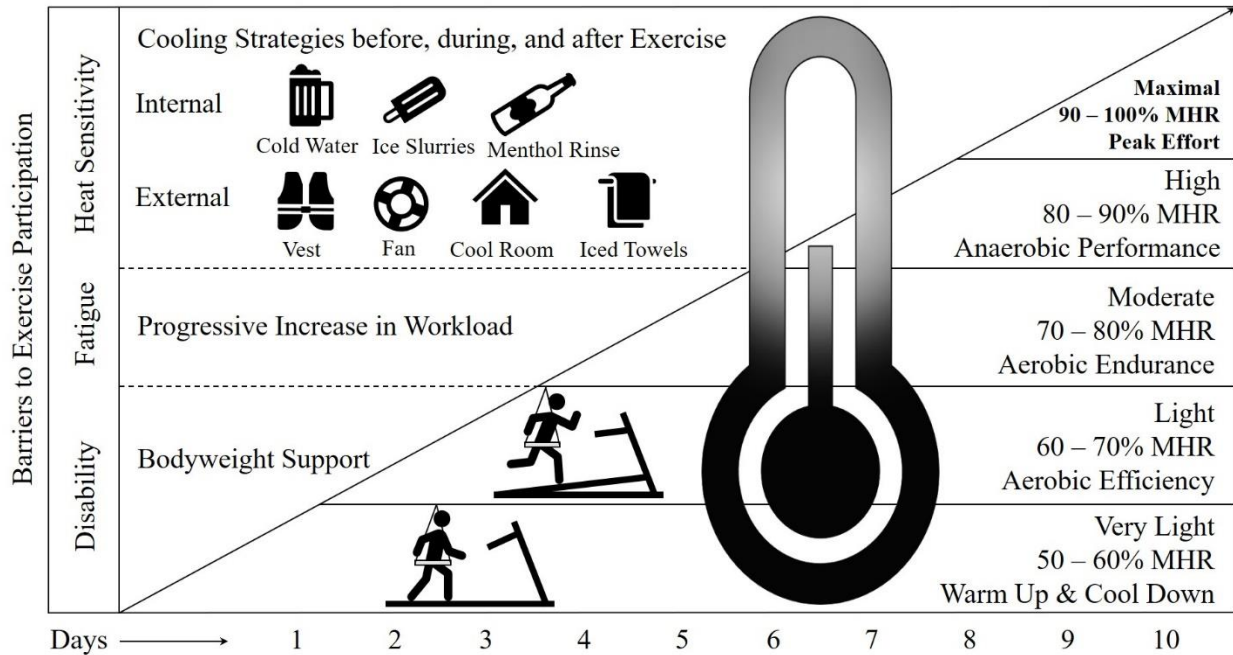 Barriers to Exercise Participation
Heat Sensitivity
Fatigue
Disability
Cooling Strategies before, during, and after Exercise
Internal
Cold Water
Ice Slurries
Menthol Rinse
External
Vest
Fan
Cool Room
Iced Towels
Progressive Increase in Workload
Bodyweight Support
Maximal
90 – 100% MHR
Peak Effort
High
80 – 90% MHR
Anaerobic Performance
Moderate
70 – 80% MHR
Aerobic Endurance
Light
60 – 70% MHR
Aerobic Efficiency
Very Light
50 – 60% MHR
Warm Up & Cool Down
Days 1 2 3 4 5 6 7 8 9 10